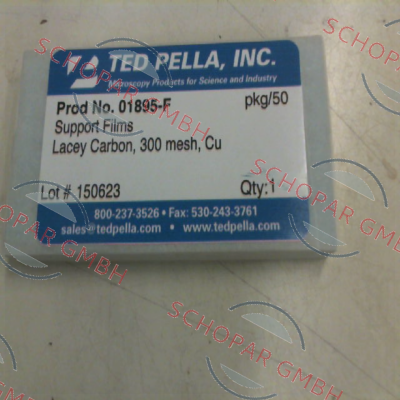 TED PELLA, INC.
Microscopy Products for Science and Industry
Prod No. 01895-F
pkg/50
Support Films
Lacey Carbon, 300 mesh, Cu
Lot # 150623
Qty:1
800-237-3526 • Fax: 530-243-3761
sales@tedpella.com • www.tedpella.com
SCHOPAR GMBH
SCHOPAR GMBH
SCHOPAR GMBH
SCHOPAR GMBH
SCHOPAR GMBH